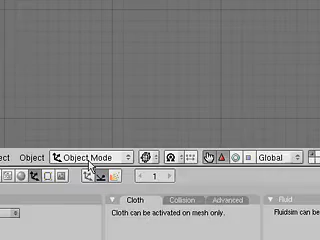 ect Object Object Mode Global
1
Cloth Collision Advanced Fluid
Cloth can be activated on mesh only. Fluidsim can be